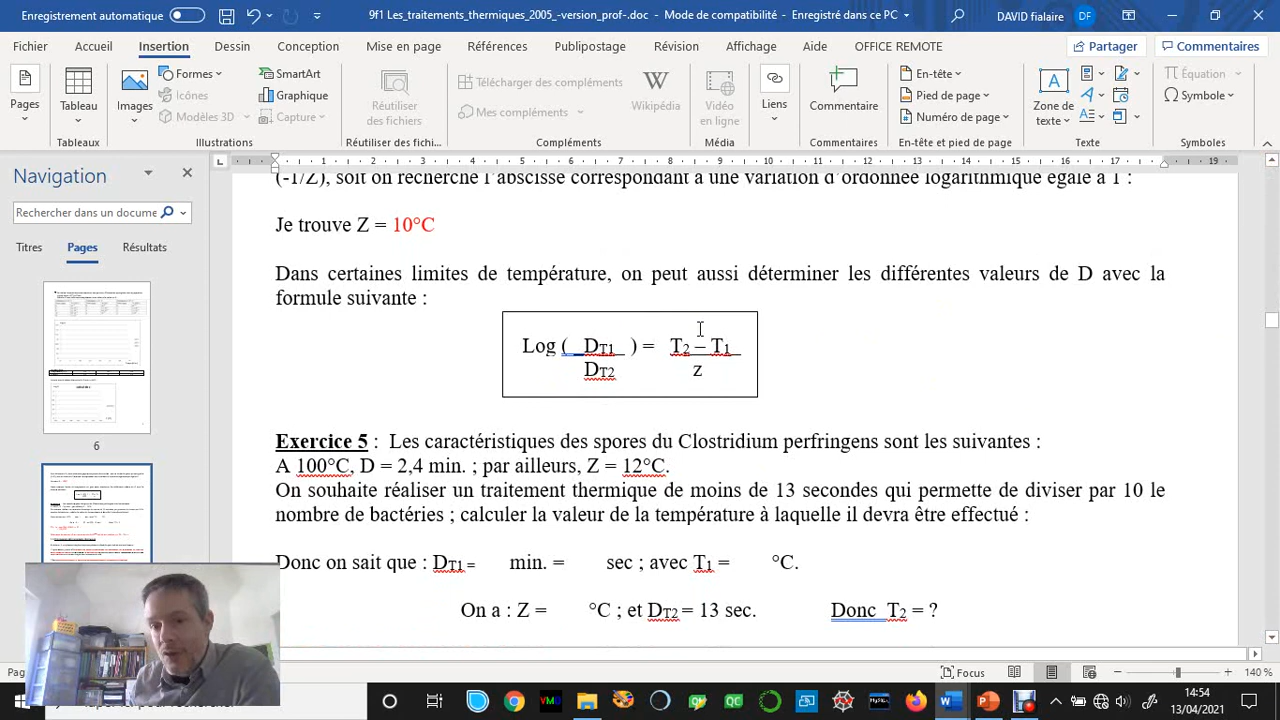 Enregistrement automatique
9f1 Les_traitements_thermiques_2005_-version_prof-.doc - Mode de compatibilité - Enregistré dans ce PC
DAVID fialaire
DF
Fichier Accueil Insertion Dessin Conception Mise en page Références Publipostage Révision Affichage Aide OFFICE REMOTE Partager Commentaires
Pages
Tableau
Images
Formes
Icônes
Modèles 3D
SmartArt
Graphique
Capture
Réutiliser des fichiers
Télécharger des compléments
Mes compléments
Wikipédia
Vidéo en ligne
Liens
Commentaire
En-tête
Pied de page
Numéro de page
Zone de texte
Équation
Symbole
Tableaux Illustrations Réutiliser des fic... Compléments Média Commentaires En-tête et pied de page Texte Symboles
Navigation
Rechercher dans un docume
Titres Pages Résultats
6
(-1/Z), soit on recherche l'abscisse correspondant à une variation d'ordonnée logarithmique égale à 1 :
Je trouve Z = 10°C
Dans certaines limites de température, on peut aussi déterminer les différentes valeurs de D avec la
formule suivante :
Log ( DT1 ) = T2 – T1
DT2 z
Exercice 5 : Les caractéristiques des spores du Clostridium perfringens sont les suivantes :
A 100°C, D = 2,4 min. ; par ailleurs, Z = 12°C.
On souhaite réaliser un traitement thermique de moins de 13 secondes qui permette de diviser par 10 le
nombre de bactéries ; calculer la valeur de la température à laquelle il devra être effectué :
Donc on sait que : DT1 = min. = sec ; avec T1 = °C.
On a : Z = °C ; et DT2 = 13 sec. Donc T2 = ?
Focus
140 %
14:54
13/04/2021